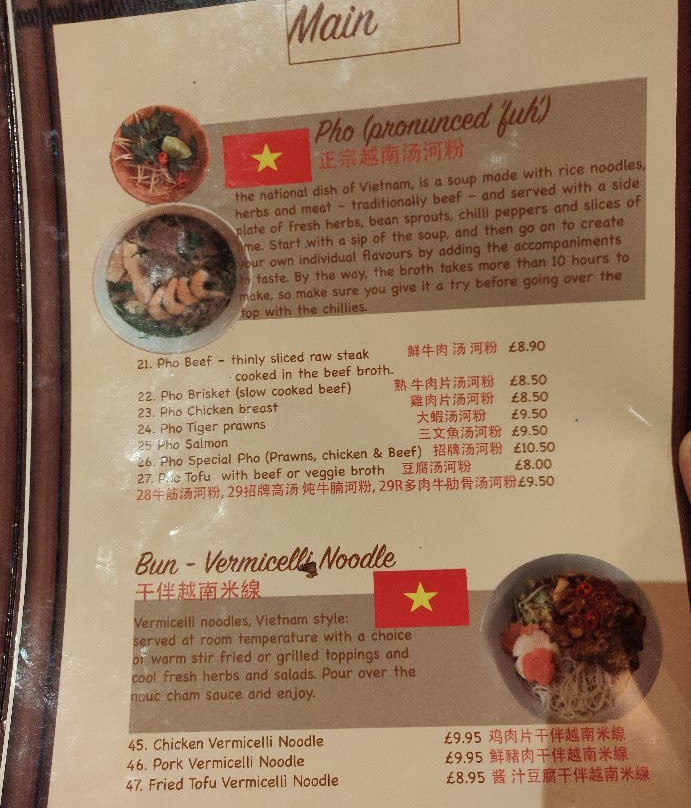 Main
Pho (pronunced 'fuh')
正宗越南汤河粉
the national dish of Vietnam, is a soup made with rice noodles,
herbs and meat – traditionally beef – and served with a side
plate of fresh herbs, bean sprouts, chilli peppers and slices of
lime. Start ,with a sip of the soup, and then go on to create
your own individual flavours by adding the accompaniments
to taste. By the way, the broth takes more than 10 hours to
make, so make sure you give it a try before going over the
top with the chillies.
21. Pho Beef – thinly sliced raw steak 鮮牛肉 汤 河粉 £8.90
cooked in the beef broth.
22. Pho Brisket (slow cooked beef) 熟 牛肉片汤河粉 £8.50
23. Pho Chicken breast 雞肉片汤河粉 £8.50
24. Pho Tiger prawns 大蝦汤河粉 £9.50
25 Pho Salmon 三文魚汤河粉 £9.50
26. Pho Special Pho (Prawns, chicken & Beef) 招牌汤河粉 £10.50
27. Pho Tofu with beef or veggie broth 豆腐汤河粉 £8.00
28牛筋汤河粉, 29招牌高汤 炖牛腩河粉, 29R多肉牛肋骨汤河粉£9.50
Bun - Vermicelli Noodle
干伴越南米線
Vermicelli noodles, Vietnam style:
served at room temperature with a choice
of warm stir fried or grilled toppings and
cool fresh herbs and salads. Pour over the
nouc cham sauce and enjoy.
45. Chicken Vermicelli Noodle £9.95 鸡肉片干伴越南米線
46. Pork Vermicelli Noodle £9.95 鮮豬肉干伴越南米線
47. Fried Tofu Vermicelli Noodle £8.95 酱 汁豆腐干伴越南米線